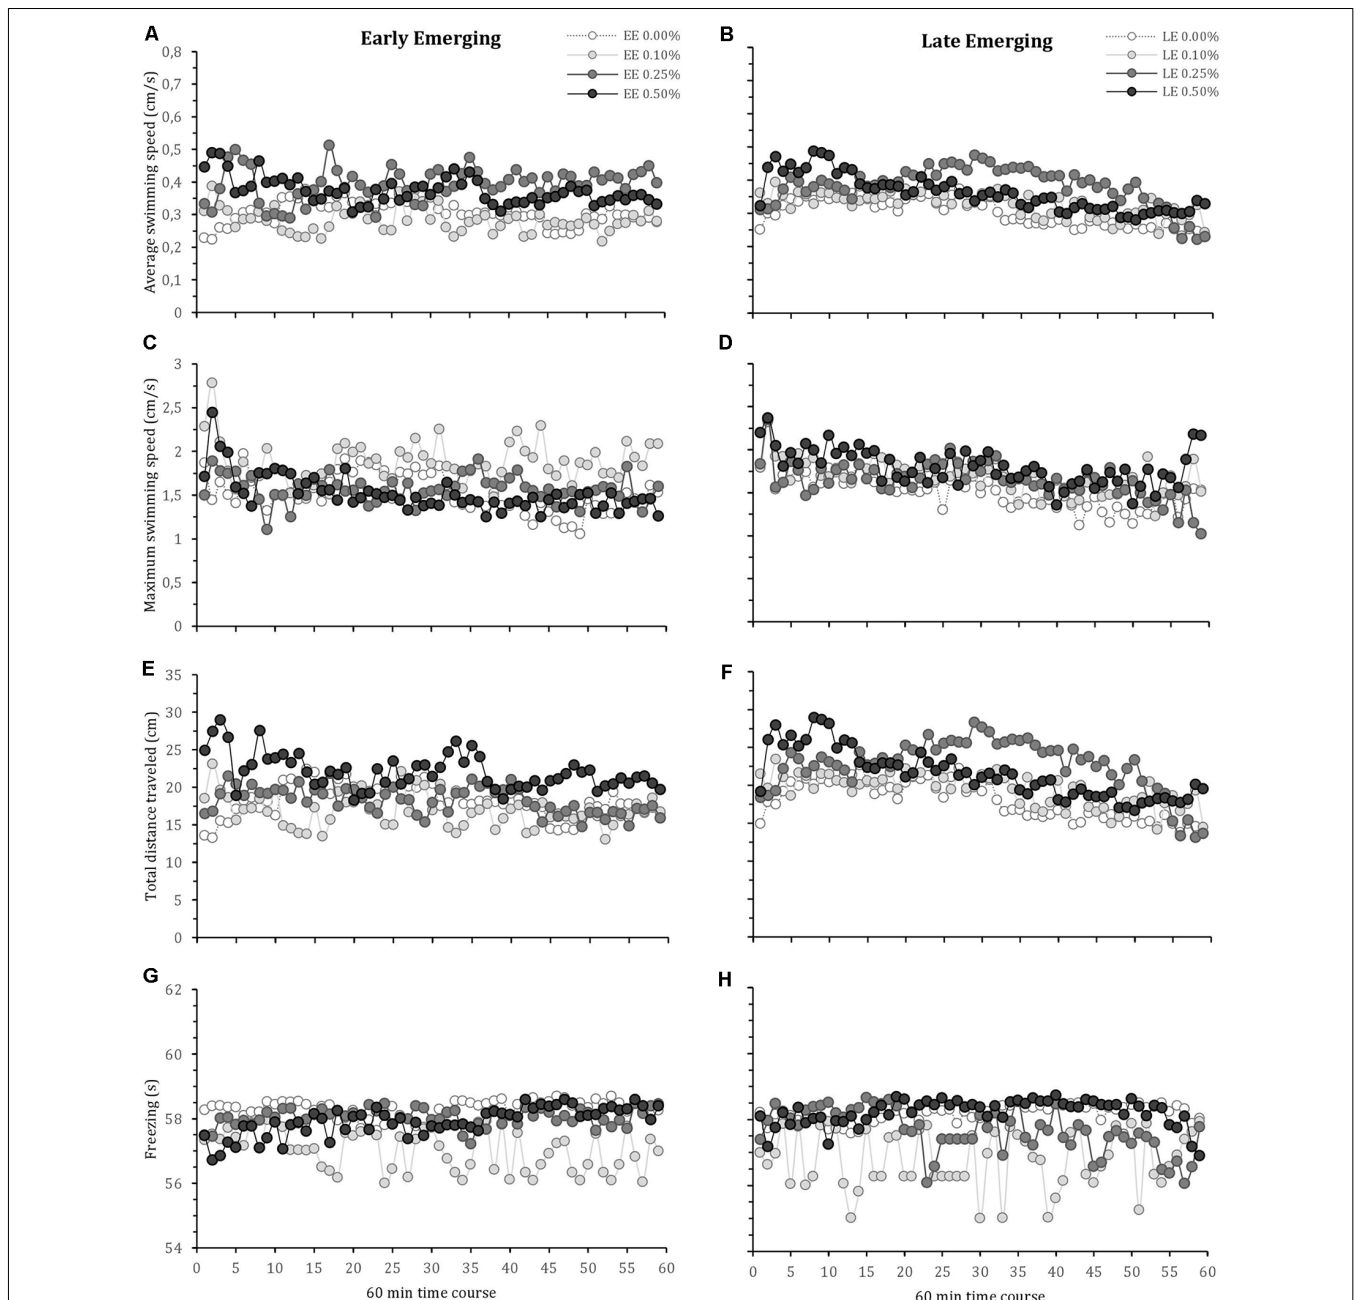 A
Early Emerging
EE 0.00%
EE 0.10%
EE 0.25%
EE 0.50%
B
Late Emerging
LE 0.00%
LE 0.10%
LE 0.25%
LE 0.50%
Average swimming speed (cm/s)
0,8
0,7
0,6
0,5
0,4
0,3
0,2
0,1
0
C
D
Maximum swimming speed (cm/s)
3
2,5
2
1,5
1
0,5
0
E
F
Total distance traveled (cm)
35
30
25
20
15
10
5
0
G
H
Freezing (s)
62
60
58
56
54
0 5 10 15 20 25 30 35 40 45 50 55 60
60 min time course
0 5 10 15 20 25 30 35 40 45 50 55 60
60 min time course